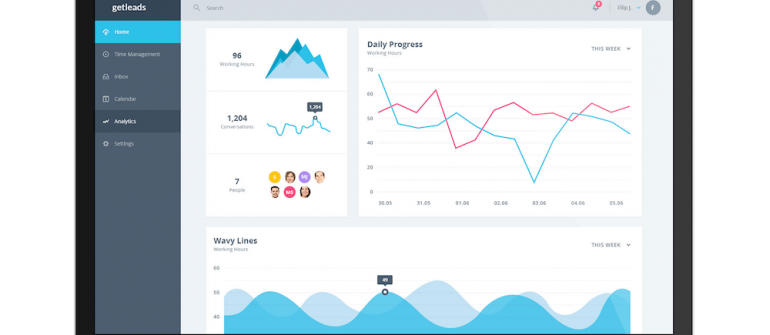 getleads
Search
8
Filip J.
F
Home
Time Management
Inbox
Calendar
Analytics
Settings
96
Working Hours
1,204
1,204
Conversations
7
People
MG
Daily Progress
Working Hours
THIS WEEK
70
60
50
40
20
0
30.05
31.05
01.06
02.06
03.06
04.06
05.06
Wavy Lines
Working Hours
THIS WEEK
60
50
40
49